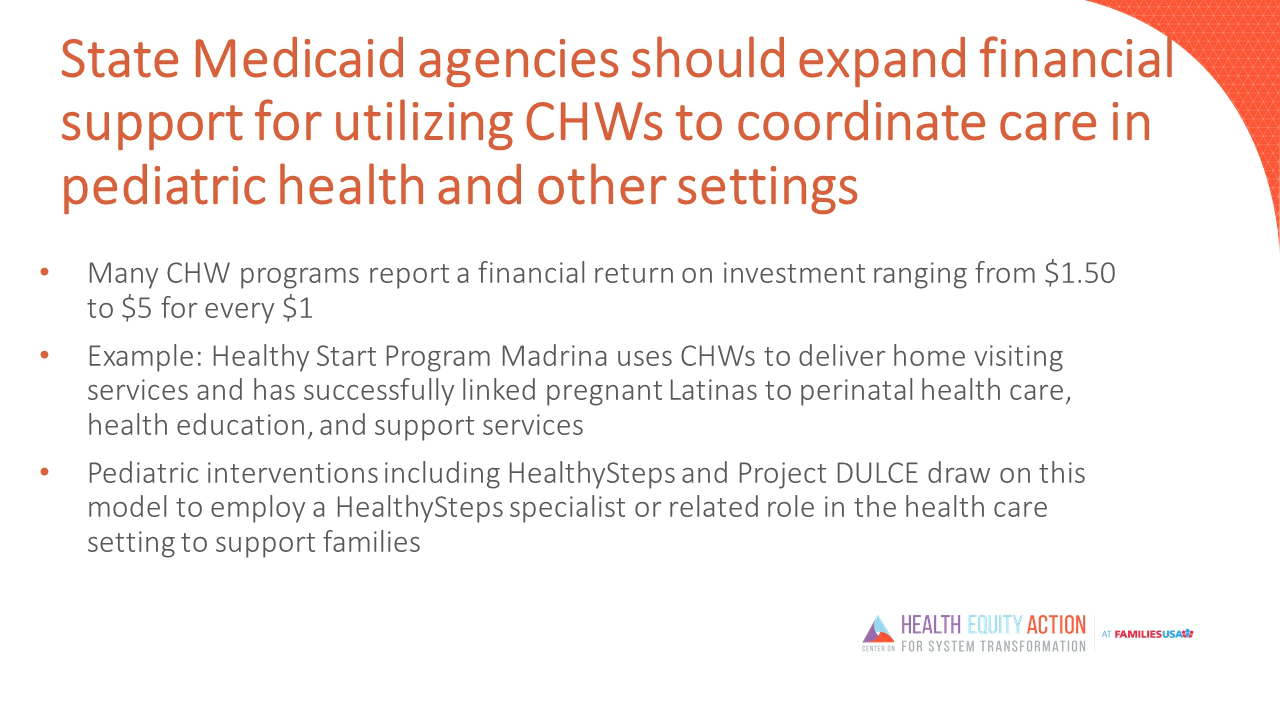 State Medicaid agencies should expand financial
support for utilizing CHWs to coordinate care in
pediatric health and other settings
• Many CHW programs report a financial return on investment ranging from $1.50
to $5 for every $1
• Example: Healthy Start Program Madrina uses CHWs to deliver home visiting
services and has successfully linked pregnant Latinas to perinatal health care,
health education, and support services
• Pediatric interventions including HealthySteps and Project DULCE draw on this
model to employ a HealthySteps specialist or related role in the health care
setting to support families
HEALTH EQUITY ACTION
CENTER ON FOR SYSTEM TRANSFORMATION
AT FAMILIESUSA